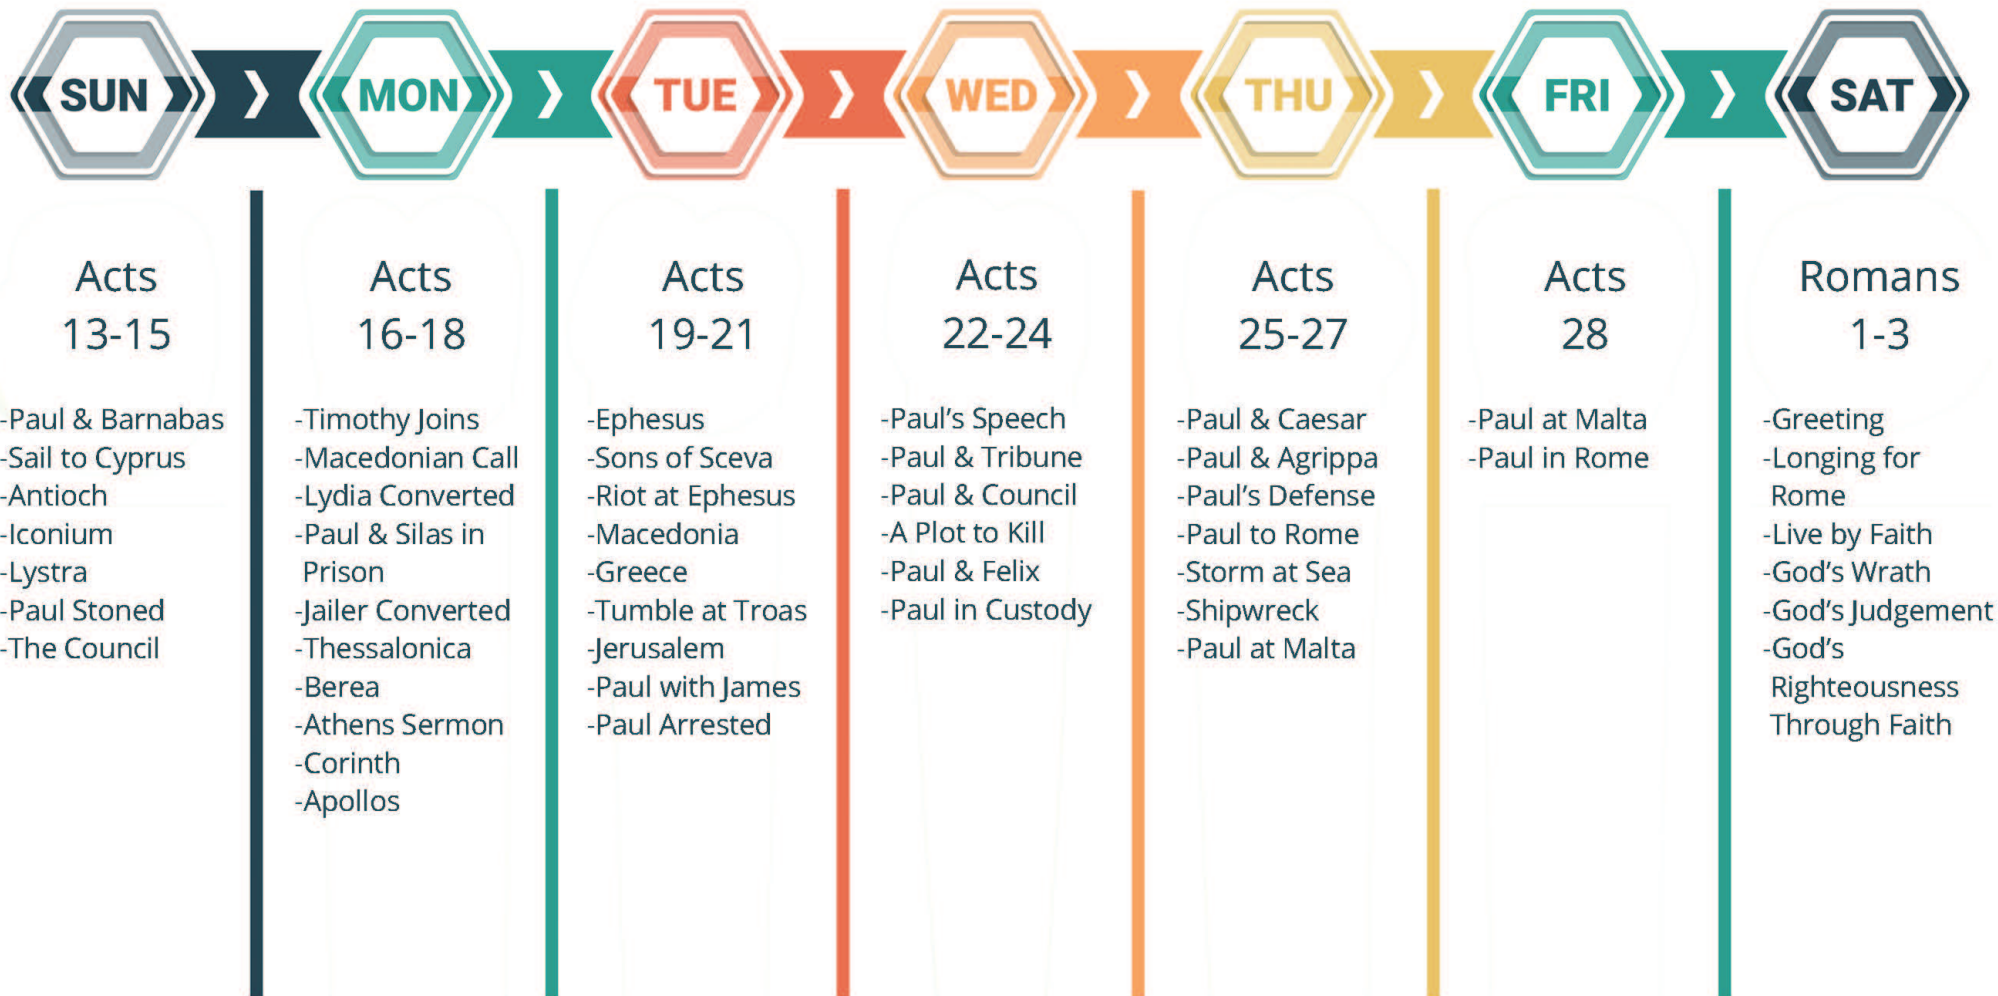 SUN
MON
TUE
WED
THU
FRI
SAT
Acts
13-15
-Paul & Barnabas
-Sail to Cyprus
-Antioch
-Iconium
-Lystra
-Paul Stoned
-The Council
Acts
16-18
-Timothy Joins
-Macedonian Call
-Lydia Converted
-Paul & Silas in
Prison
-Jailer Converted
-Thessalonica
-Berea
-Athens Sermon
-Corinth
-Apollos
Acts
19-21
-Ephesus
-Sons of Sceva
-Riot at Ephesus
-Macedonia
-Greece
-Tumble at Troas
-Jerusalem
-Paul with James
-Paul Arrested
Acts
22-24
-Paul's Speech
-Paul & Tribune
-Paul & Council
-A Plot to Kill
-Paul & Felix
-Paul in Custody
Acts
25-27
-Paul & Caesar
-Paul & Agrippa
-Paul's Defense
-Paul to Rome
-Storm at Sea
-Shipwreck
-Paul at Malta
Acts
28
-Paul at Malta
-Paul in Rome
Romans
1-3
-Greeting
-Longing for
Rome
-Live by Faith
-God's Wrath
-God's Judgement
-God's
Righteousness
Through Faith